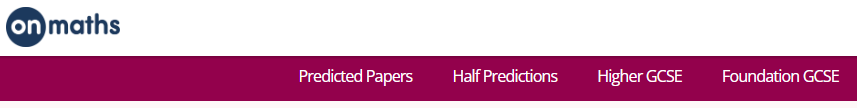 onmaths
Predicted Papers Half Predictions Higher GCSE Foundation GCSE